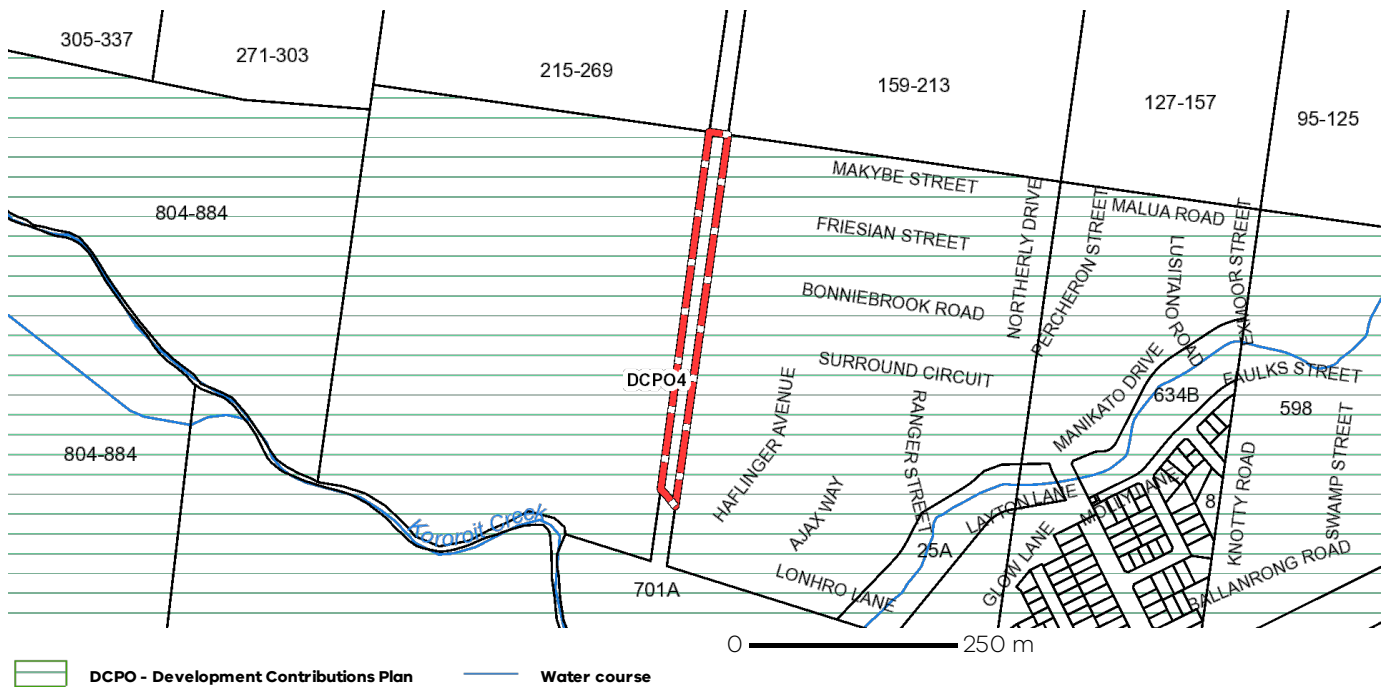 305-337
271-303
215-269
159-213
127-157
95-125
804-884
MAKYBE STREET
MALUA ROAD
FRIESIAN STREET
NORTHERLY DRIVE
PERCHERON STREET
LUSITANO ROAD
EXMOOR STREET
BONNIEBROOK ROAD
SURROUND CIRCUIT
DCPO4
MANIKATO DRIVE
FAULKS STREET
634B
598
HAFLINGER AVENUE
RANGER STREET
804-884
KNOTTY ROAD
SWAMP STREET
AJAX WAY
LAYTON LANE
MOLLY LANE
8
Kororoit Creek
25A
GLOW LANE
LONHRO LANE
701A
BALLANRONG ROAD
0 250 m
DCPO - Development Contributions Plan
Water course